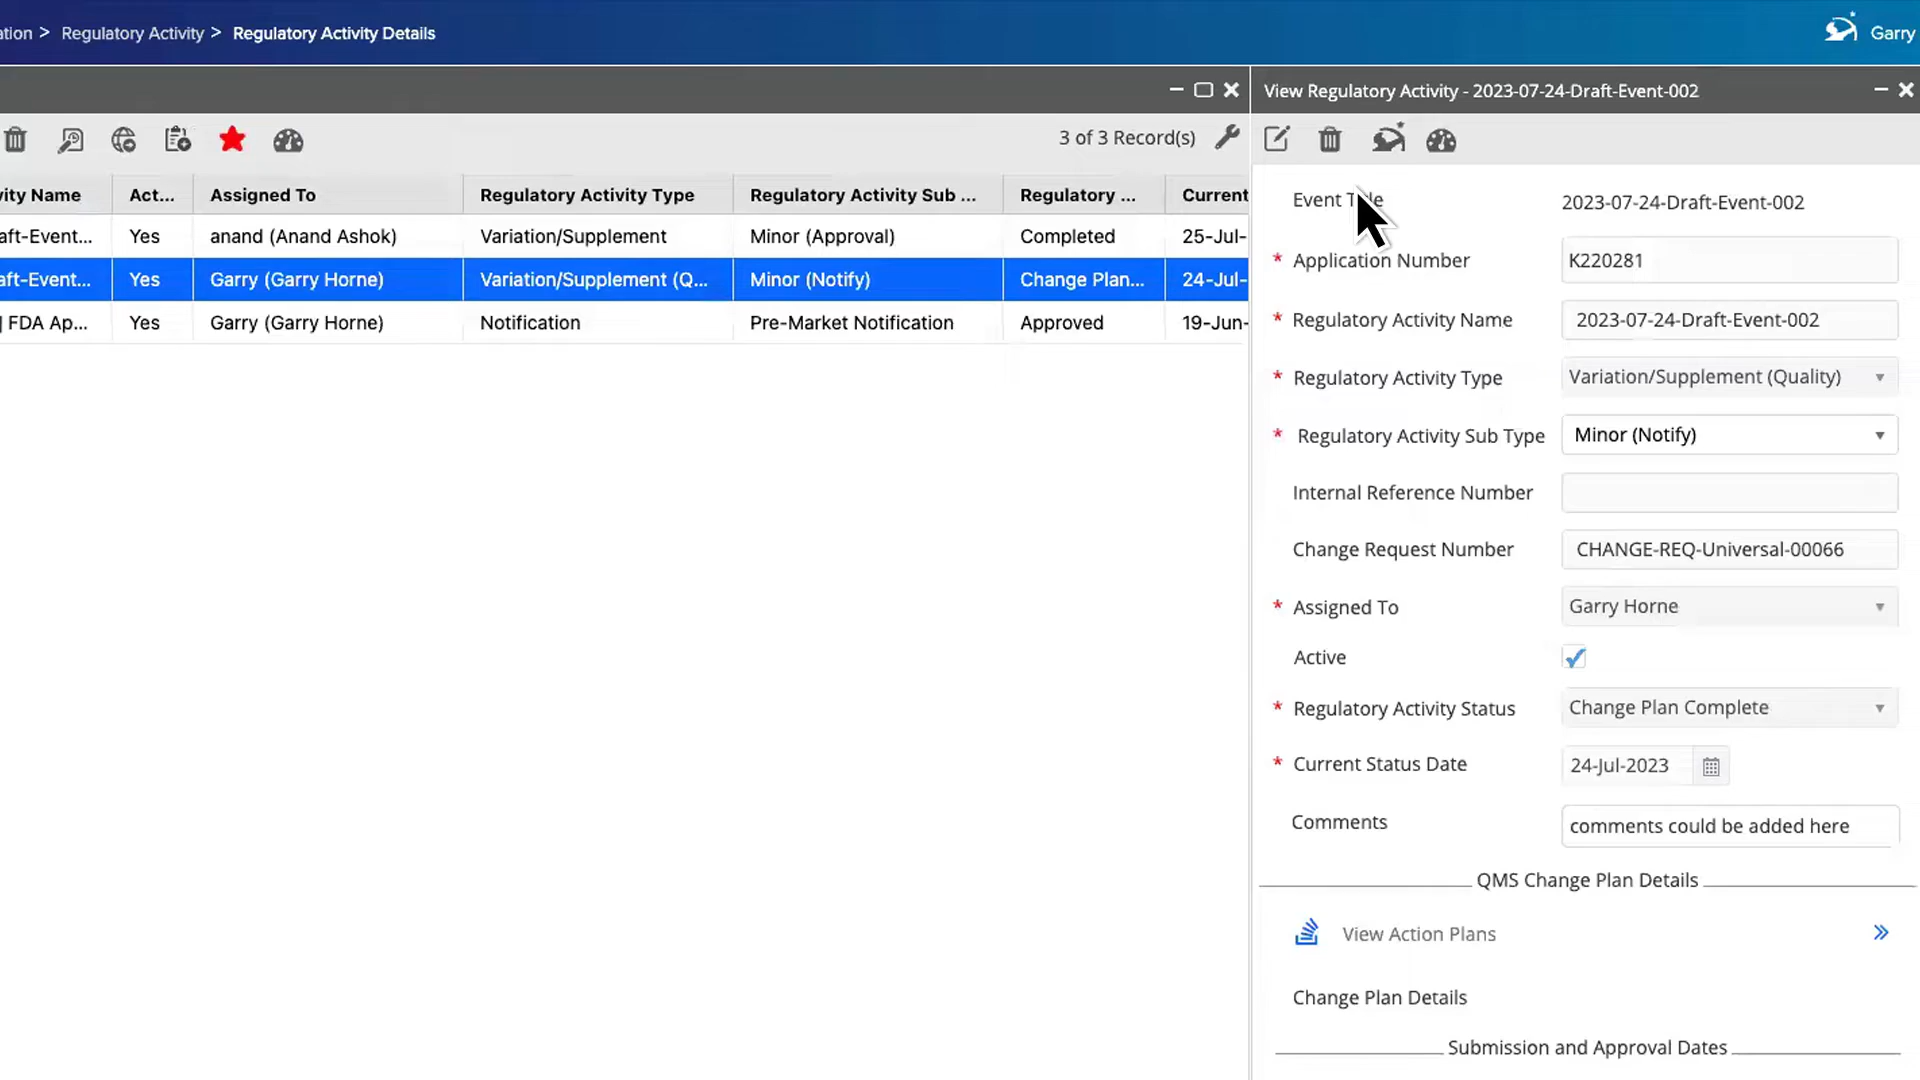 ation > Regulatory Activity > Regulatory Activity Details
Garry
View Regulatory Activity - 2023-07-24-Draft-Event-002
3 of 3 Record(s)
vity Name Act... Assigned To Regulatory Activity Type Regulatory Activity Sub ... Regulatory ... Current
aft-Event... Yes anand (Anand Ashok) Variation/Supplement Minor (Approval) Completed 25-Jul-
aft-Event... Yes Garry (Garry Horne) Variation/Supplement (Q... Minor (Notify) Change Plan... 24-Jul-
| FDA Ap... Yes Garry (Garry Horne) Notification Pre-Market Notification Approved 19-Jun-
Event Title 2023-07-24-Draft-Event-002
* Application Number K220281
* Regulatory Activity Name 2023-07-24-Draft-Event-002
* Regulatory Activity Type Variation/Supplement (Quality)
* Regulatory Activity Sub Type Minor (Notify)
Internal Reference Number
Change Request Number CHANGE-REQ-Universal-00066
* Assigned To Garry Horne
Active
* Regulatory Activity Status Change Plan Complete
* Current Status Date 24-Jul-2023
Comments comments could be added here
QMS Change Plan Details
View Action Plans
Change Plan Details
Submission and Approval Dates